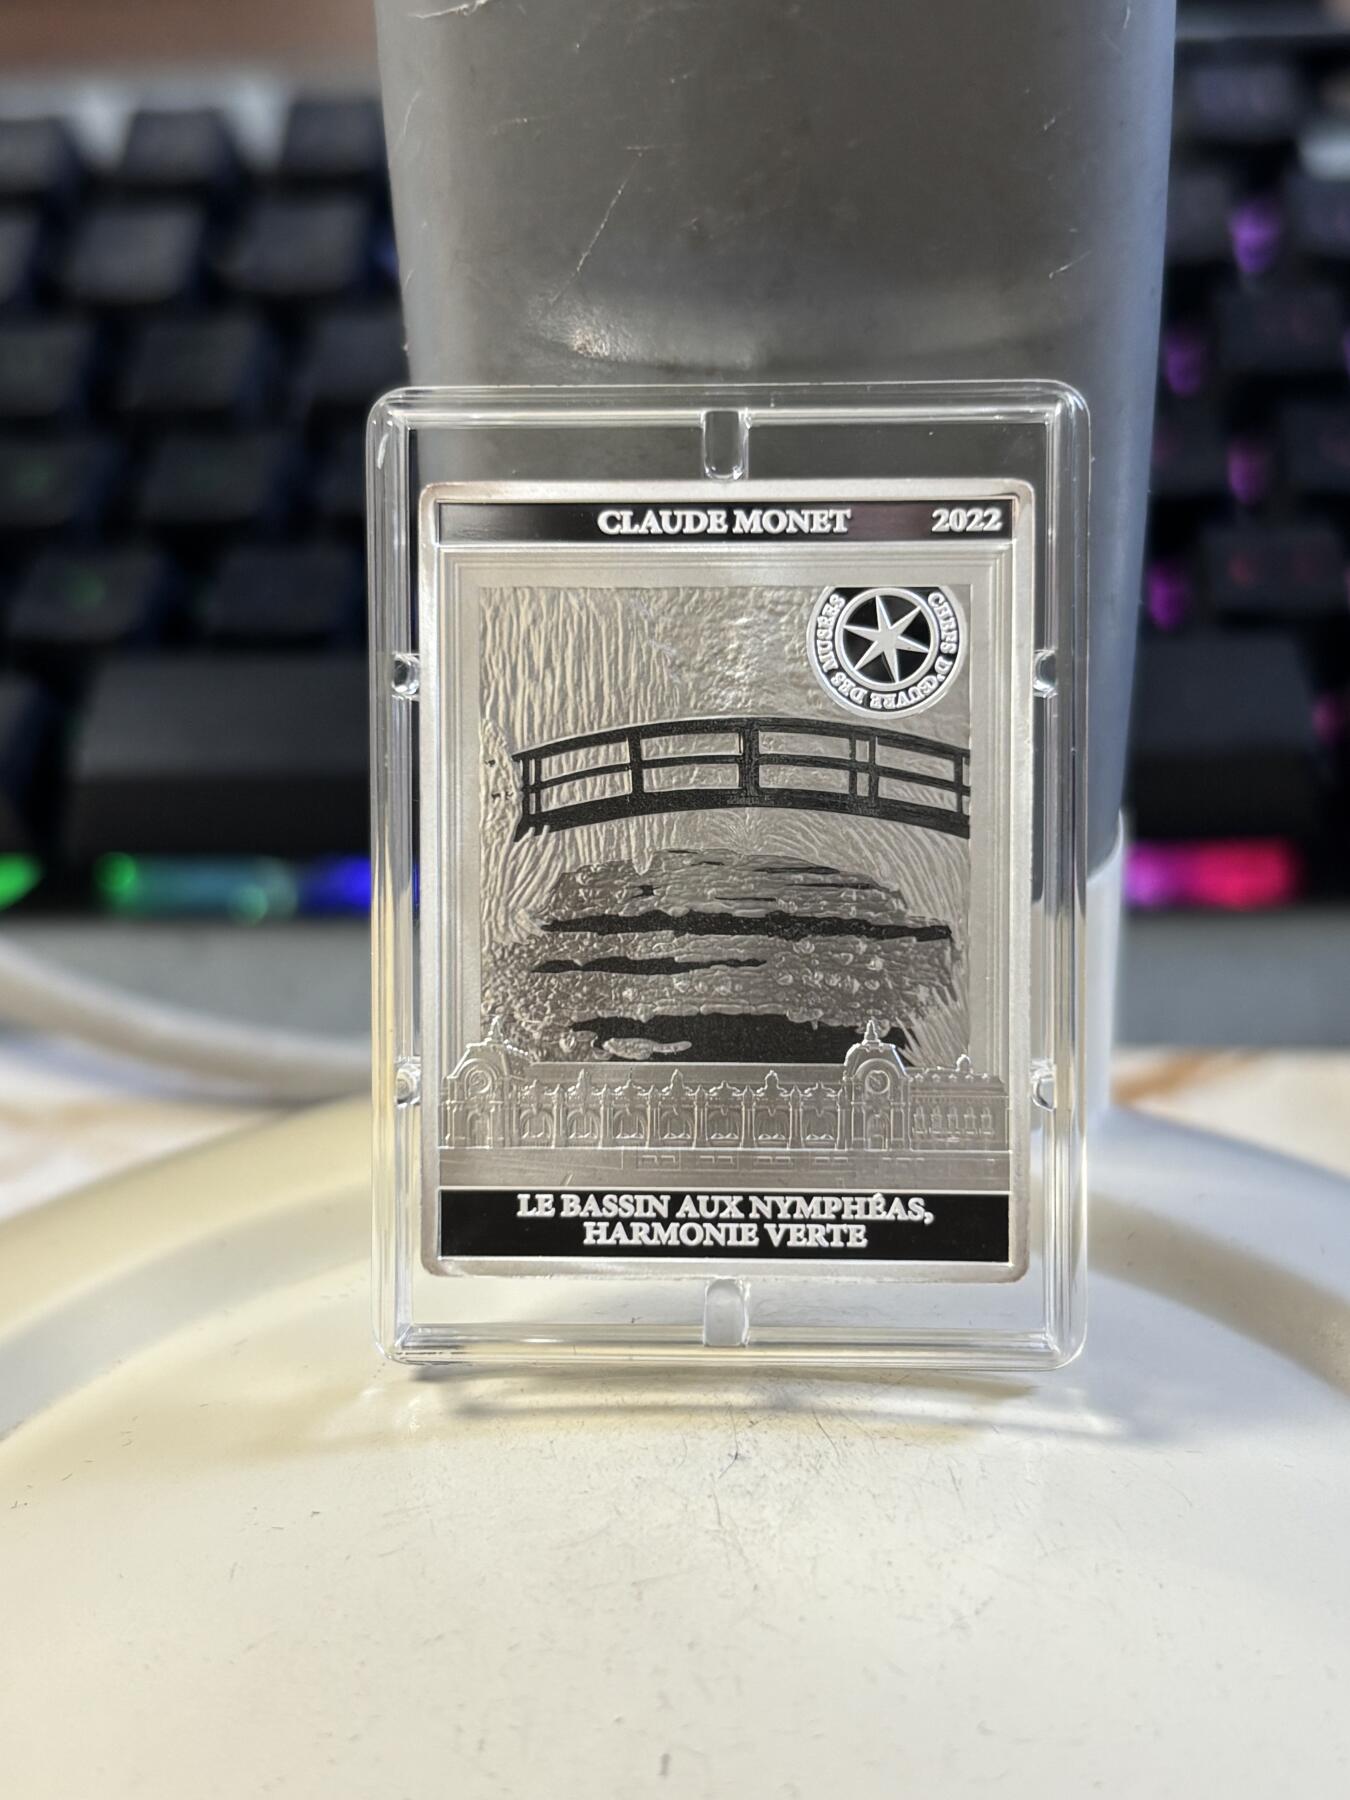 CLAUDE MONET 2022
CHEFS D'ŒUVRE DES MUSÉES
LE BASSIN AUX NYMPHÉAS,
HARMONIE VERTE